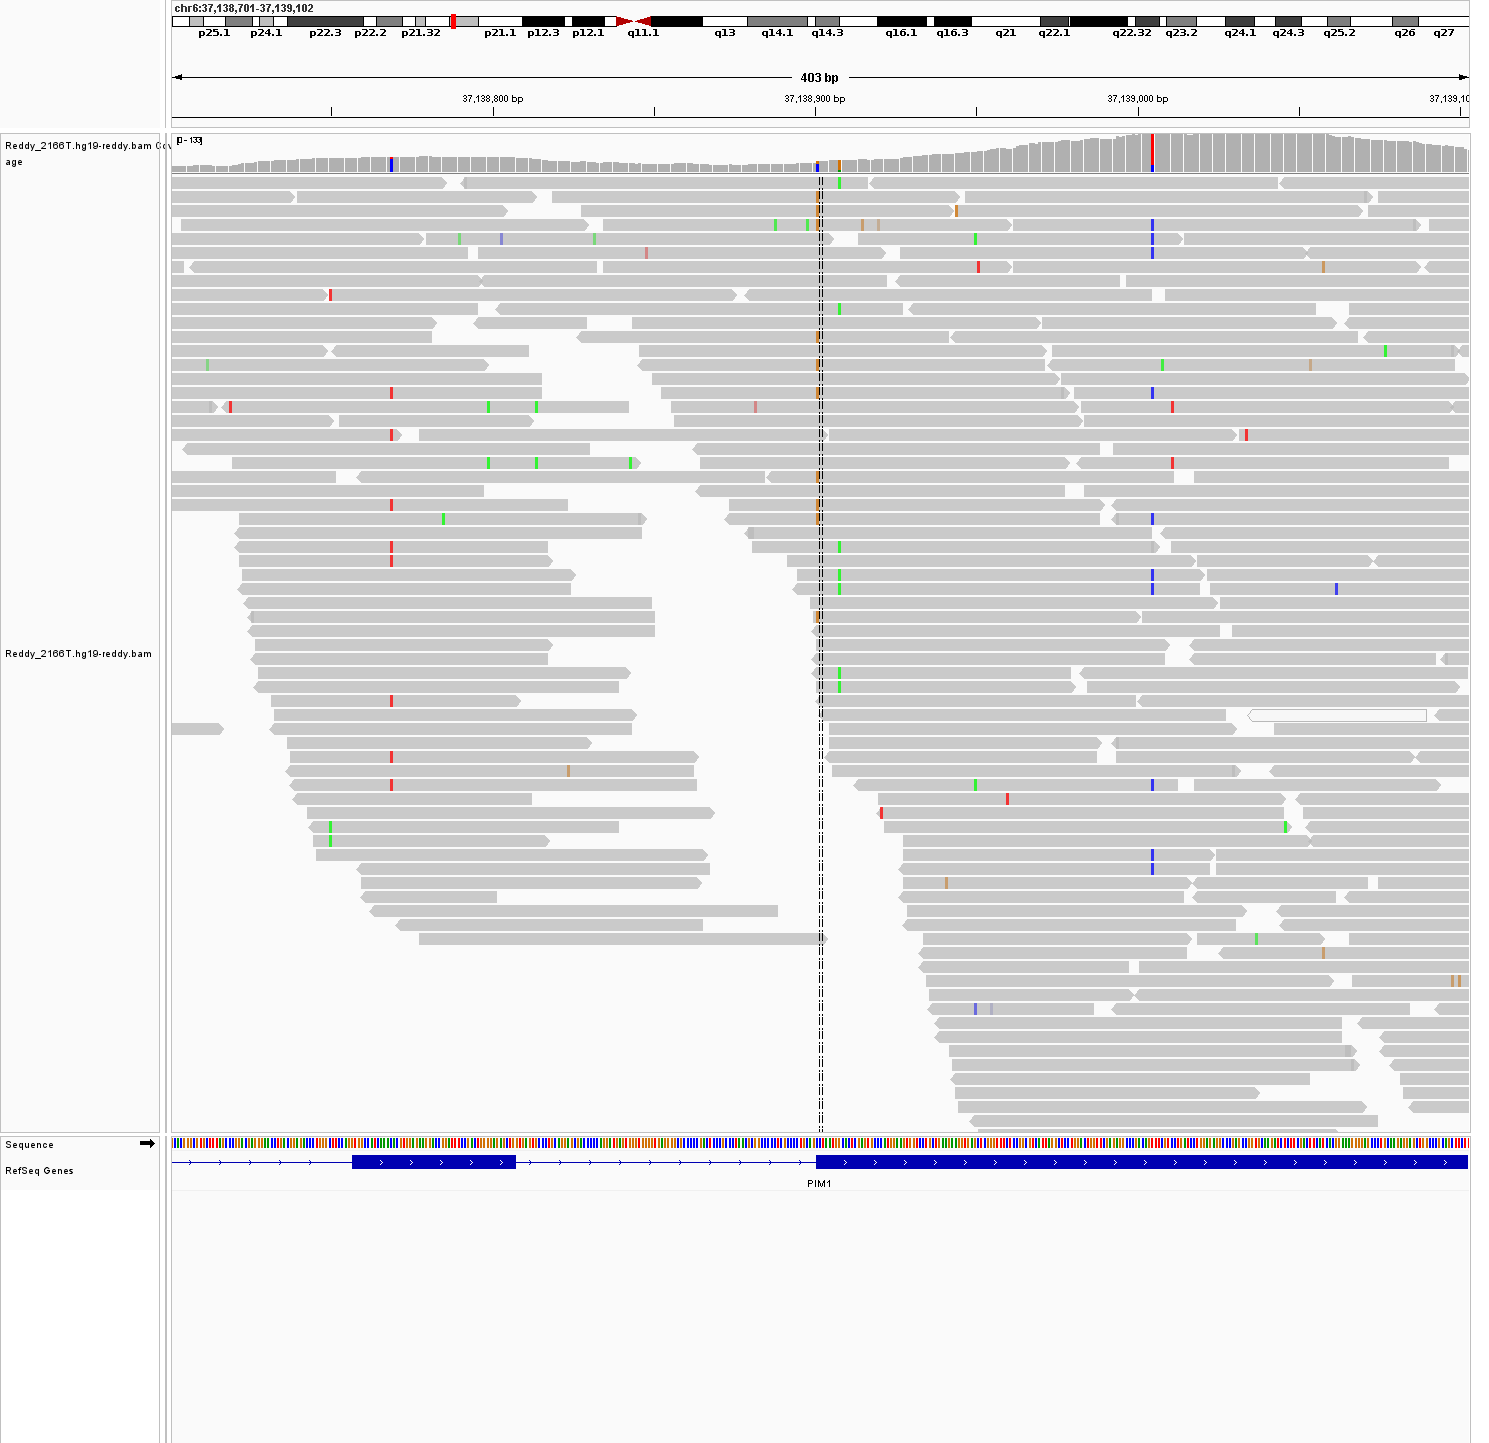 chr6:37,138,701-37,139,102
p25.1 p24.1 p22.3 p22.2 p21.32 p21.1 p12.3 p12.1 q11.1 q13 q14.1 q14.3 q16.1 q16.3 q21 q22.1 q22.32 q23.2 q24.1 q24.3 q25.2 q26 q27
403 bp
37,138,800 bp 37,138,900 bp 37,139,000 bp 37,139,10
Reddy_2166T.hg19-reddy.bam Cov
age
[0 - 133]
Reddy_2166T.hg19-reddy.bam
Sequence
RefSeq Genes
PIM1